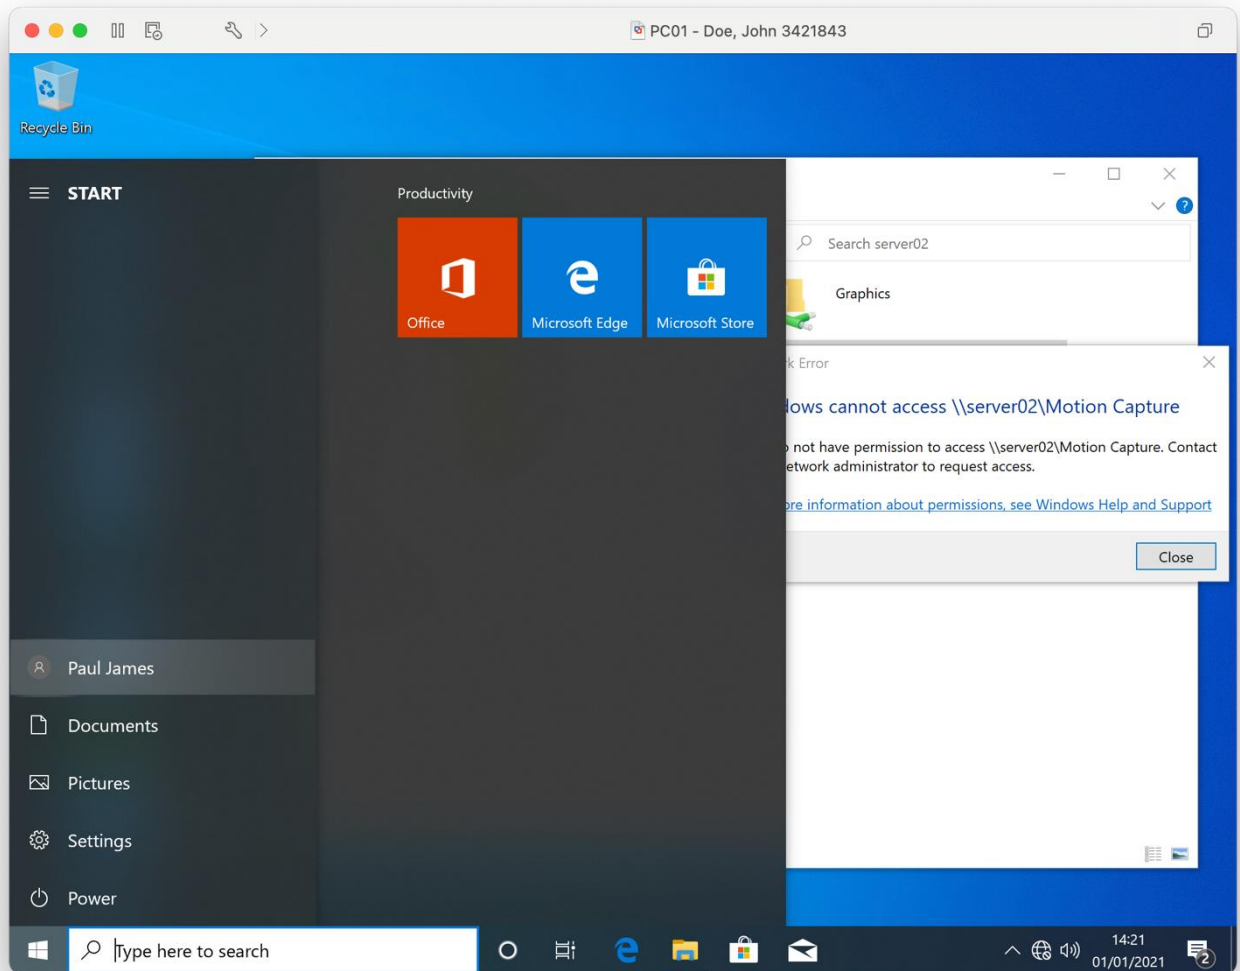 PC01 - Doe, John 3421843
Recycle Bin
START
Productivity
Office
Microsoft Edge
Microsoft Store
Search server02
Graphics
Error
cannot access \\server02\Motion Capture
not have permission to access \\server02\Motion Capture. Contact
administrator to request access.
information about permissions, see Windows Help and Support
Close
Paul James
Documents
Pictures
Settings
Power
Type here to search
14:21
01/01/2021
2